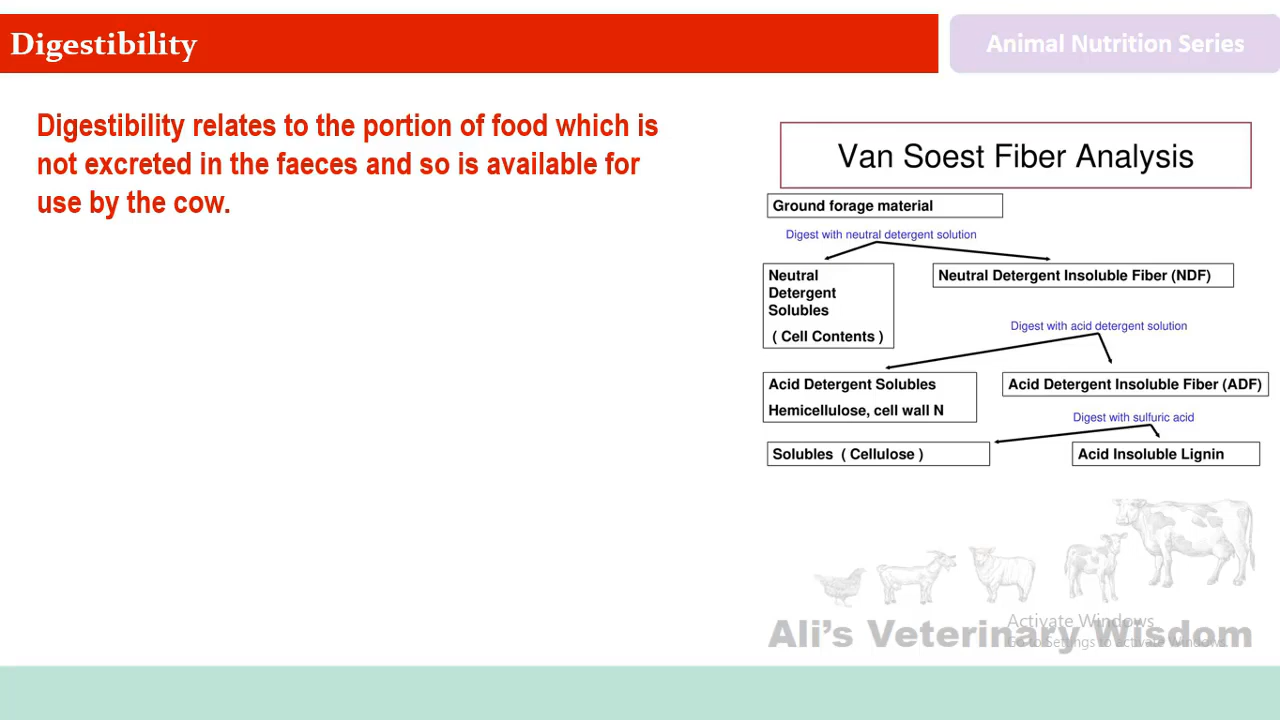 Digestibility
Animal Nutrition Series
Digestibility relates to the portion of food which is
not excreted in the faeces and so is available for
use by the cow.
Van Soest Fiber Analysis
Ground forage material
Digest with neutral detergent solution
Neutral
Detergent
Solubles
( Cell Contents )
Neutral Detergent Insoluble Fiber (NDF)
Digest with acid detergent solution
Acid Detergent Solubles
Hemicellulose, cell wall N
Acid Detergent Insoluble Fiber (ADF)
Digest with sulfuric acid
Solubles ( Cellulose )
Acid Insoluble Lignin
Activate Windows
Go to Settings to activate Windows.
Ali's Veterinary Wisdom